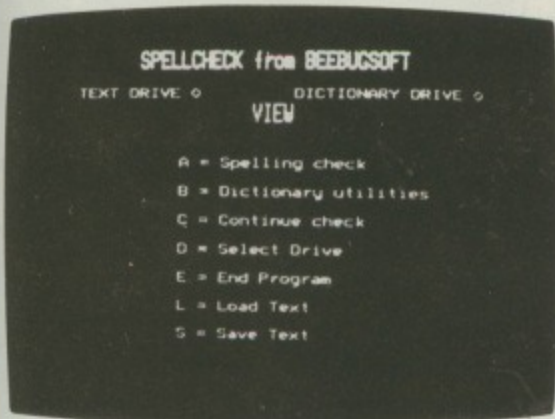 SPELLCHECK from BEEBUGSOFT
TEXT DRIVE 0 DICTIONARY DRIVE 0
VIEW
A = Spelling check
B = Dictionary utilities
C = Continue check
D = Select Drive
E = End Program
L = Load Text
S = Save Text